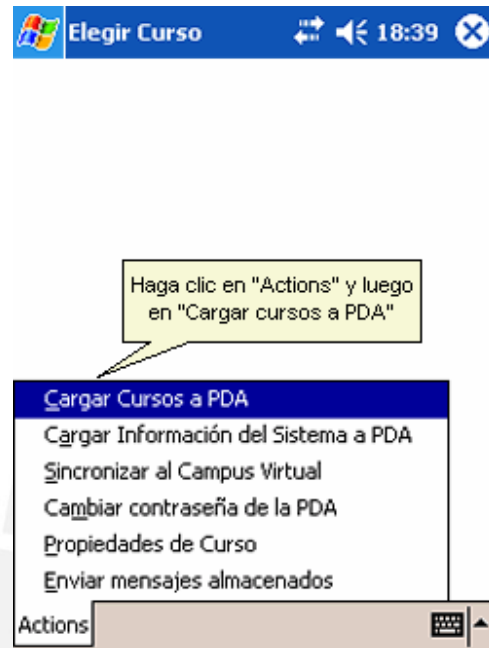 Elegir Curso 18:39
Haga clic en "Actions" y luego
en "Cargar cursos a PDA"
Cargar Cursos a PDA
Cargar Información del Sistema a PDA
Sincronizar al Campus Virtual
Cambiar contraseña de la PDA
Propiedades de Curso
Enviar mensajes almacenados
Actions